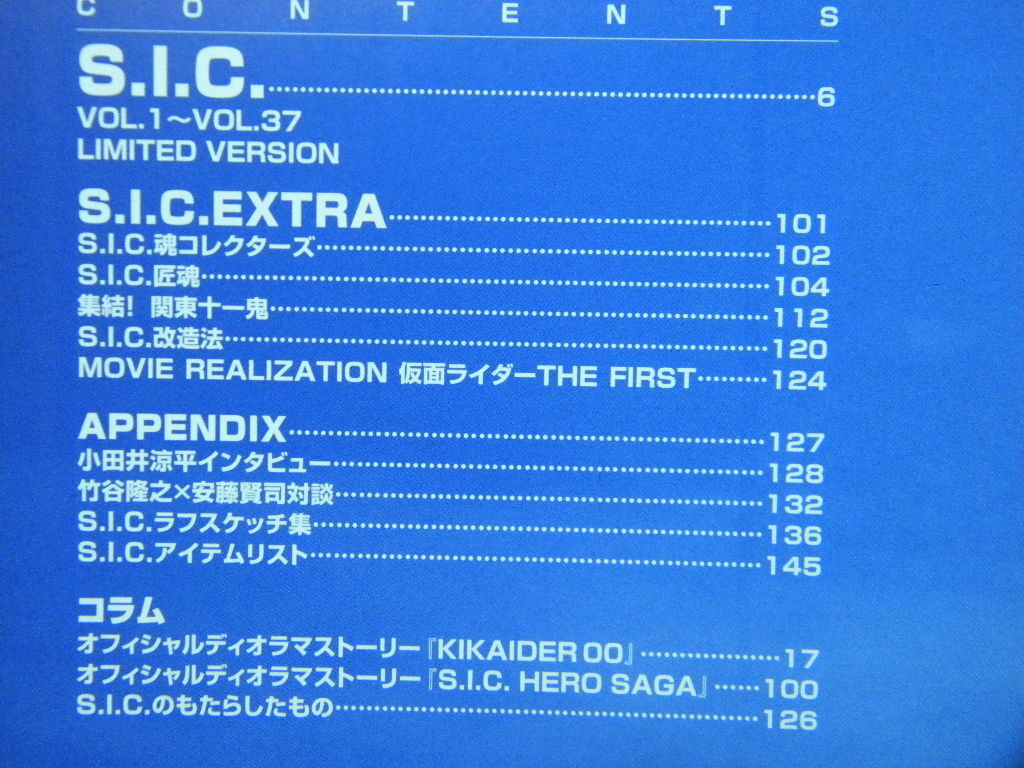 CONTENTS
S.I.C.……6
VOL.1～VOL.37
LIMITED VERSION
S.I.C.EXTRA……101
S.I.C.魂コレクターズ……102
S.I.C.匠魂……104
集結! 関東十一鬼……112
S.I.C.改造法……120
MOVIE REALIZATION 仮面ライダーTHE FIRST……124
APPENDIX……127
小田井涼平インタビュー……128
竹谷隆之×安藤賢司対談……132
S.I.C.ラフスケッチ集……136
S.I.C.アイテムリスト……145
コラム
オフィシャルディオラマストーリー『KIKAIDER 00』……17
オフィシャルディオラマストーリー『S.I.C. HERO SAGA』……100
S.I.C.のもたらしたもの……126